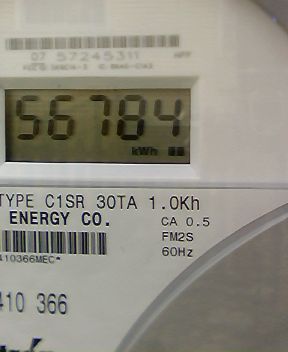 07 57245311
56784
kWh
TYPE C1SR 30TA 1.0Kh
ENERGY CO.
CA 0.5
FM2S
60Hz
410366MEC*
410 366